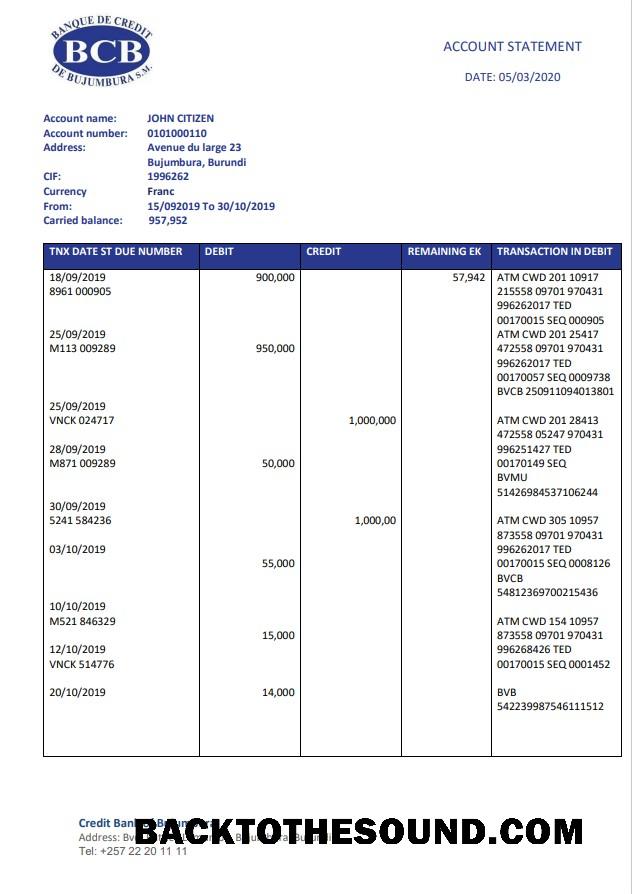 BANQUE DE CREDIT
BCB
DE BUJUMBURA S.M.
ACCOUNT STATEMENT
DATE: 05/03/2020
Account name: JOHN CITIZEN
Account number: 0101000110
Address: Avenue du large 23
Bujumbura, Burundi
CIF: 1996262
Currency Franc
From: 15/092019 To 30/10/2019
Carried balance: 957,952
TNX DATE ST DUE NUMBER DEBIT CREDIT REMAINING EK TRANSACTION IN DEBIT
18/09/2019 900,000 57,942 ATM CWD 201 10917
8961 000905 215558 09701 970431
996262017 TED
00170015 SEQ 000905
25/09/2019 ATM CWD 201 25417
M113 009289 950,000 472558 09701 970431
996262017 TED
00170057 SEQ 0009738
BVCB 250911094013801
25/09/2019
VNCK 024717 1,000,000 ATM CWD 201 28413
472558 05247 970431
28/09/2019 996251427 TED
M871 009289 50,000 00170149 SEQ
BVMU
51426984537106244
30/09/2019
5241 584236 1,000,00 ATM CWD 305 10957
873558 09701 970431
03/10/2019 996262017 TED
55,000 00170015 SEQ 0008126
BVCB
54812369700215436
10/10/2019
M521 846329 ATM CWD 154 10957
15,000 873558 09701 970431
12/10/2019 996268426 TED
VNCK 514776 00170015 SEQ 0001452
20/10/2019 14,000 BVB
542239987546111512
Credit Bank
Address:
BACKTOTHESOUND.COM
Tel: +257 22 20 11 11